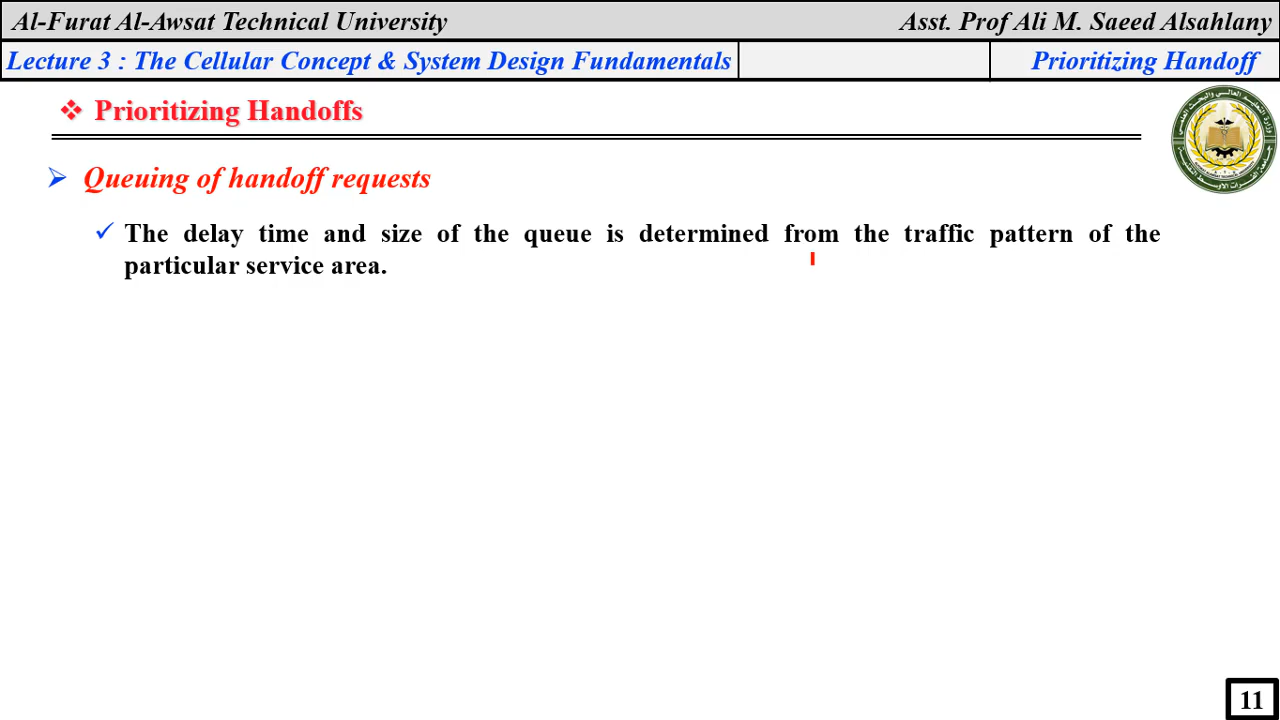 Al-Furat Al-Awsat Technical University
Asst. Prof Ali M. Saeed Alsahlany
Lecture 3 : The Cellular Concept & System Design Fundamentals
Prioritizing Handoff
Prioritizing Handoffs
Queuing of handoff requests
The delay time and size of the queue is determined from the traffic pattern of the
particular service area.
11